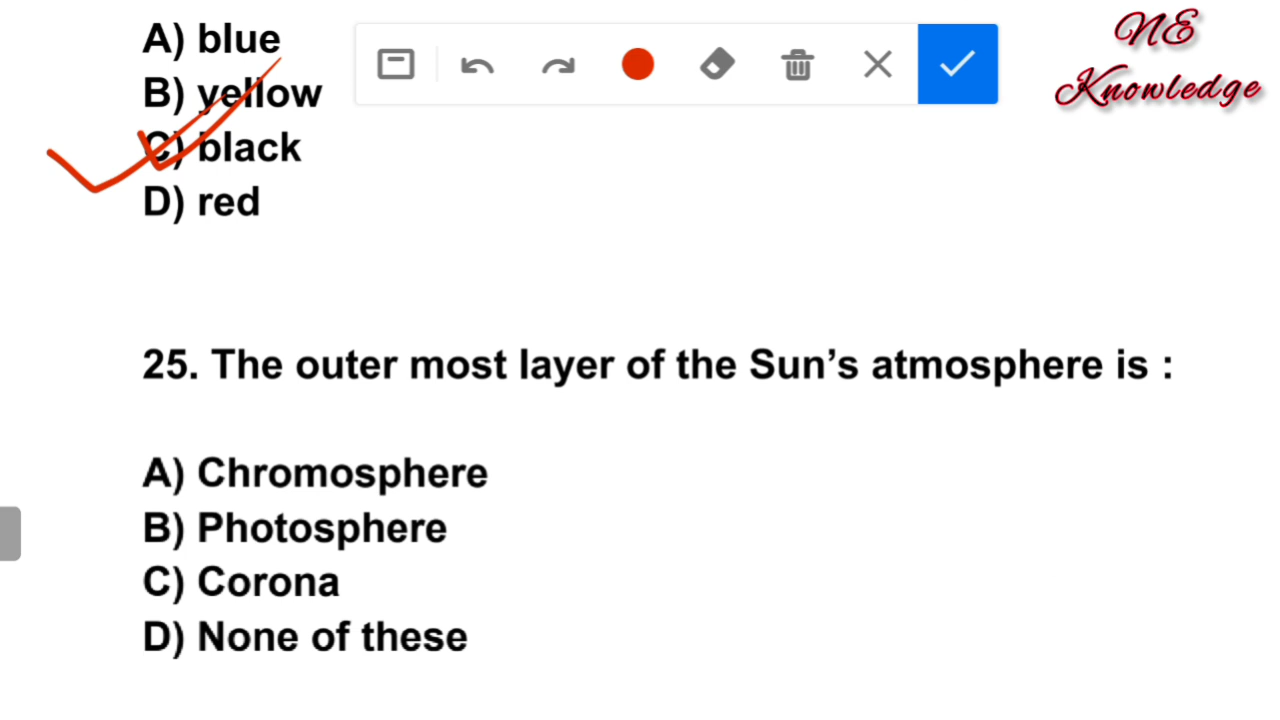 A) blue
B) yellow
C) black
D) red
NE
Knowledge
25. The outer most layer of the Sun’s atmosphere is :
A) Chromosphere
B) Photosphere
C) Corona
D) None of these